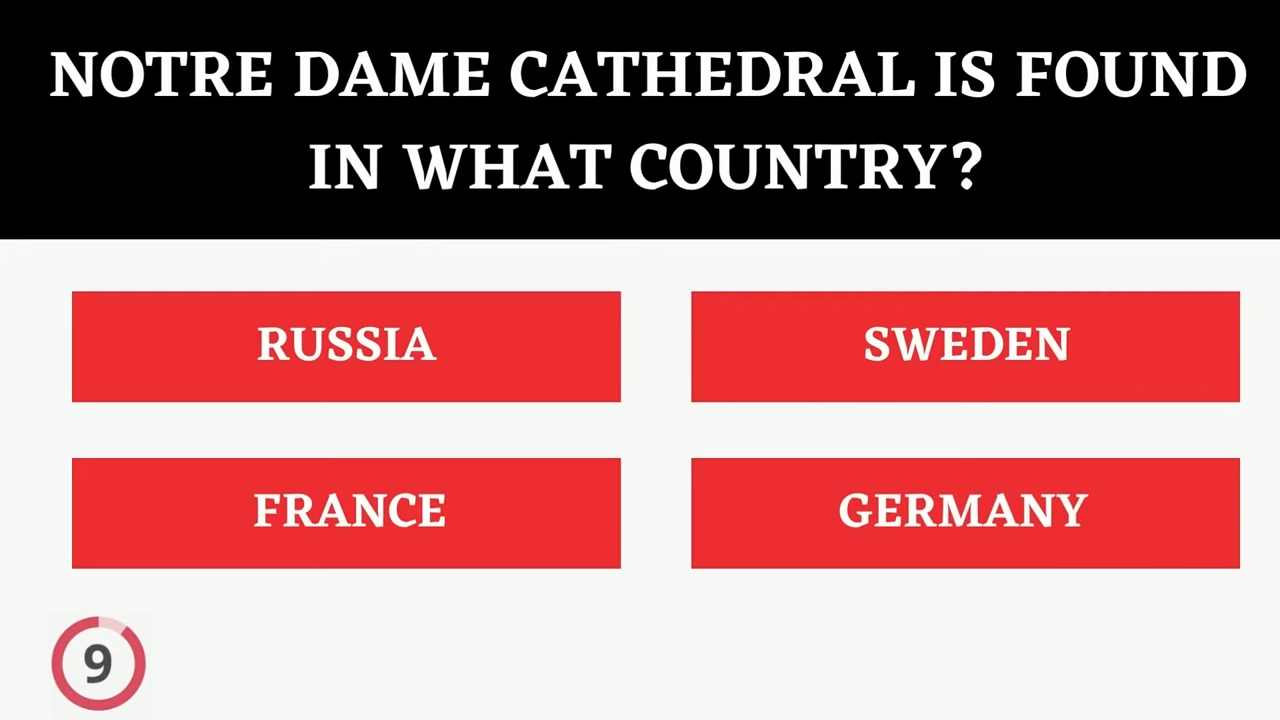 NOTRE DAME CATHEDRAL IS FOUND
IN WHAT COUNTRY?
RUSSIA
SWEDEN
FRANCE
GERMANY
9